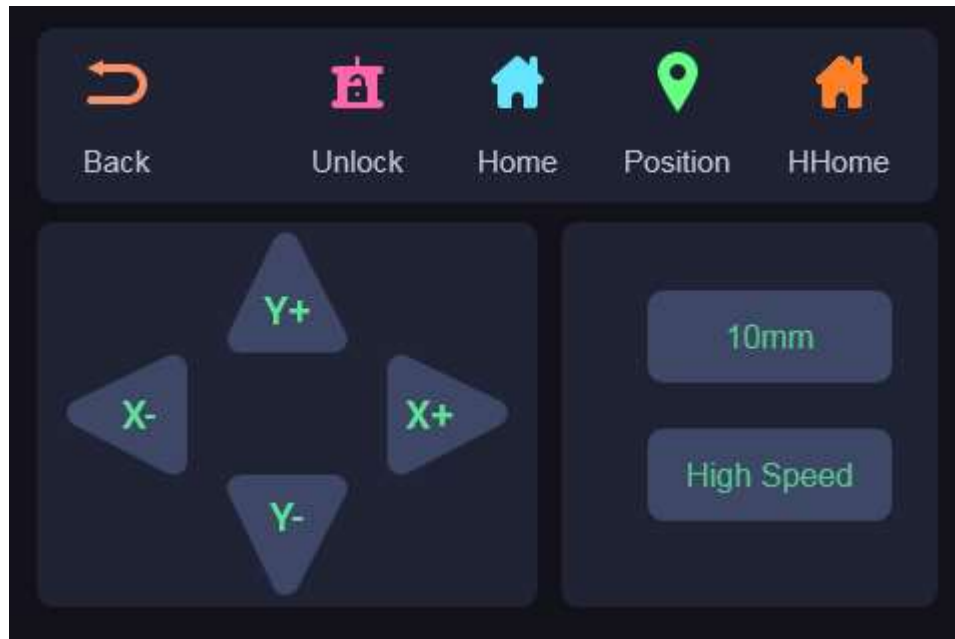 Back
Unlock
Home
Position
HHome
Y+
10mm
X-
X+
High Speed
Y-